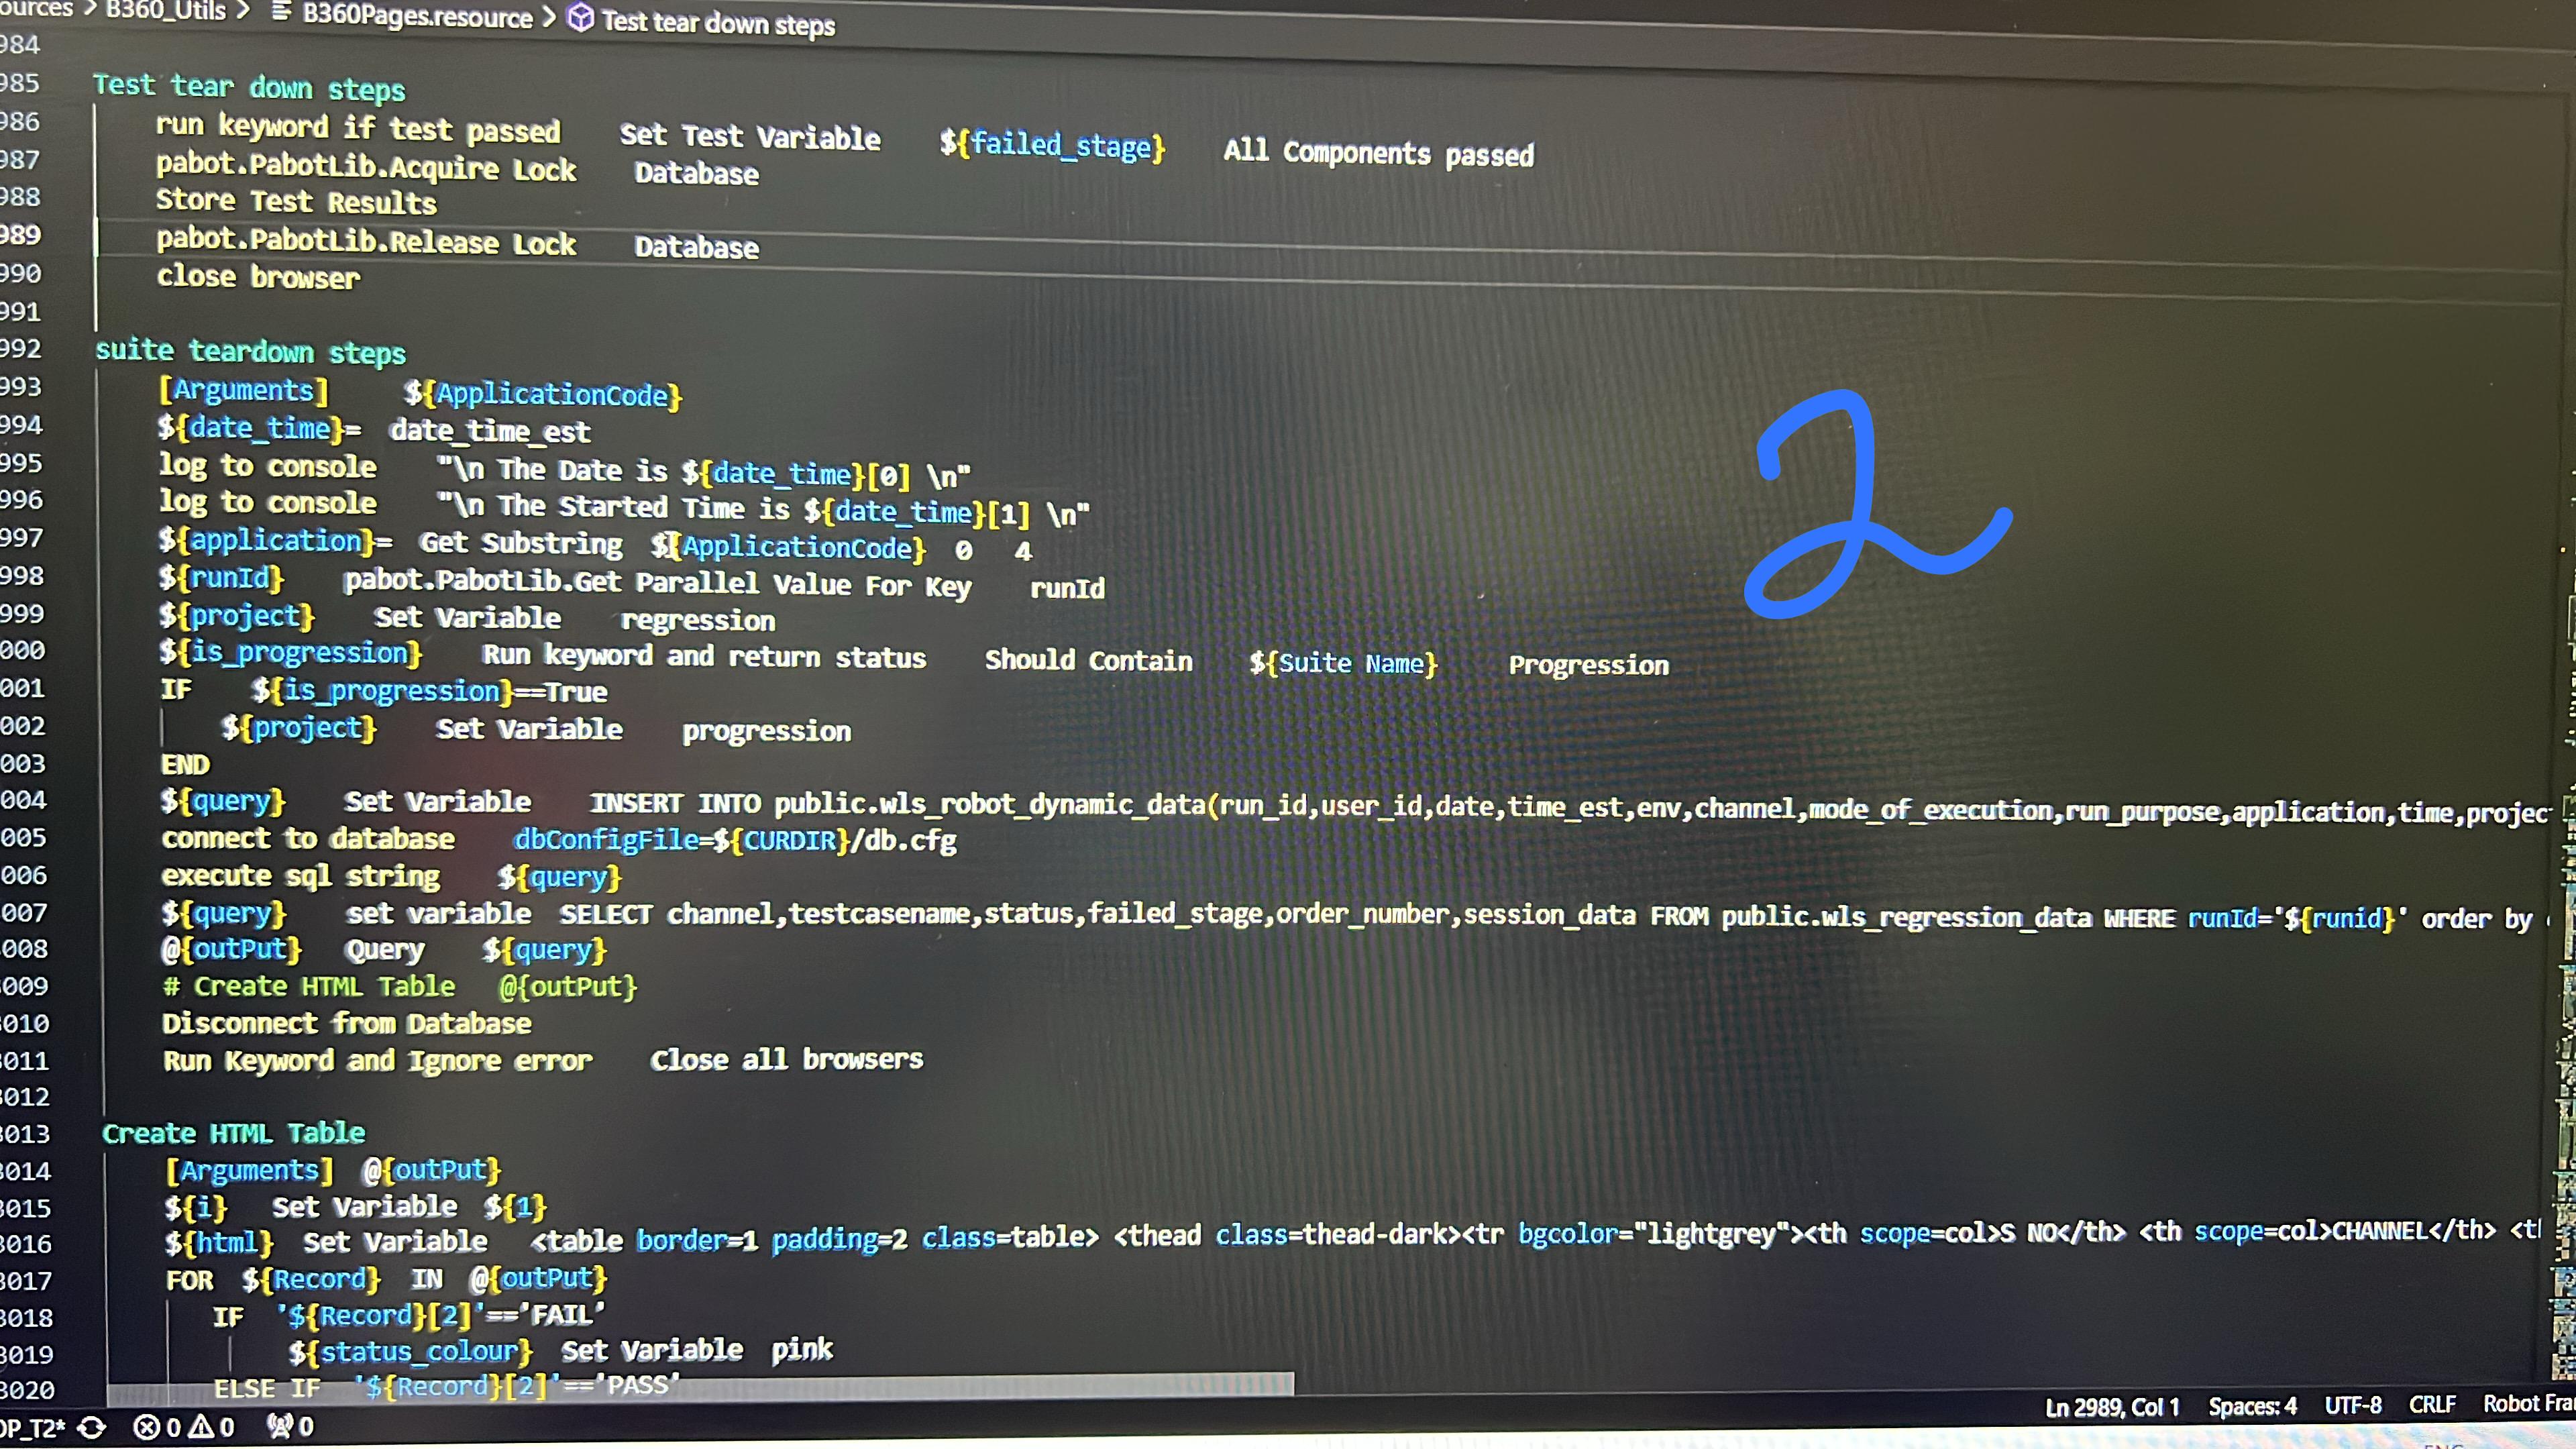 B360_Utils > B360Pages.resource > Test tear down steps
984
985 Test tear down steps
986 run keyword if test passed Set Test Variable ${failed_stage} All Components passed
987 pabot.PabotLib.Acquire Lock Database
988 Store Test Results
989 pabot.PabotLib.Release Lock Database
990 close browser
991
992 suite teardown steps
993 [Arguments] ${ApplicationCode}
994 ${date_time}= date_time_est
995 log to console "\n The Date is ${date_time}[0] \n"
996 log to console "\n The Started Time is ${date_time}[1] \n"
997 ${application}= Get Substring ${ApplicationCode} 0 4
998 ${runId} pabot.PabotLib.Get Parallel Value For Key runId
999 ${project} Set Variable regression
000 ${is_progression} Run keyword and return status Should Contain ${Suite Name} Progression
001 IF ${is_progression}==True
002 ${project} Set Variable progression
003 END
004 ${query} Set Variable INSERT INTO public.wls_robot_dynamic_data(run_id,user_id,date,time_est,env,channel,mode_of_execution,run_purpose,application,time,projec
005 connect to database dbConfigFile=${CURDIR}/db.cfg
006 execute sql string ${query}
007 ${query} set variable SELECT channel,testcasename,status,failed_stage,order_number,session_data FROM public.wls_regression_data WHERE runId='${runid}' order by
008 @{outPut} Query ${query}
009 # Create HTML Table @{outPut}
3010 Disconnect from Database
3011 Run Keyword and Ignore error Close all browsers
3012
3013 Create HTML Table
3014 [Arguments] @{outPut}
3015 ${i} Set Variable ${1}
3016 ${html} Set Variable <table border=1 padding=2 class=table> <thead class=thead-dark><tr bgcolor="lightgrey"><th scope=col>S NO</th> <th scope=col>CHANNEL</th> <t
3017 FOR ${Record} IN @{outPut}
3018 IF '${Record}[2]'=='FAIL'
3019 ${status_colour} Set Variable pink
3020 ELSE IF '${Record}[2]'=='PASS'
2
OP_T2* 0 0 0 Ln 2989, Col 1 Spaces: 4 UTF-8 CRLF Robot Fra